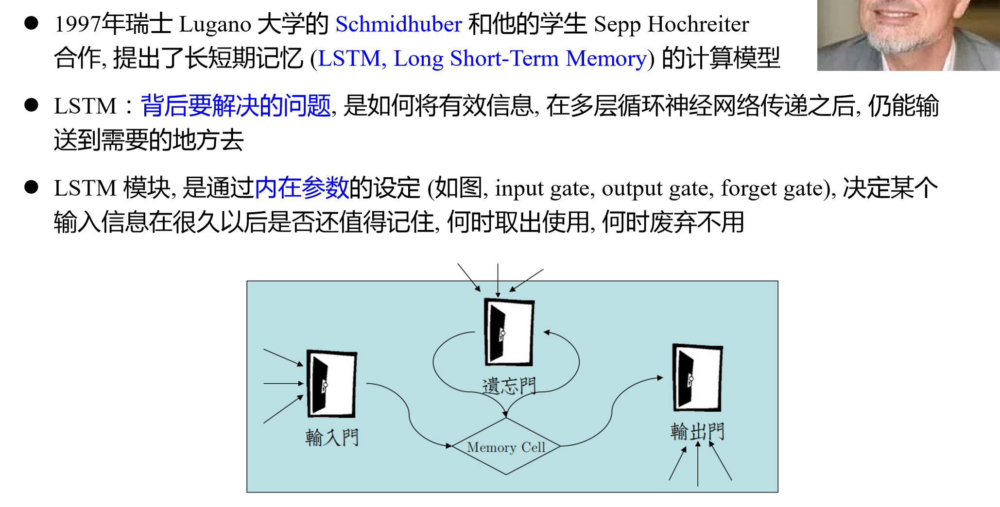 ● 1997年瑞士 Lugano 大学的 Schmidhuber 和他的学生 Sepp Hochreiter
合作, 提出了长短期记忆 (LSTM, Long Short-Term Memory) 的计算模型
● LSTM：背后要解决的问题, 是如何将有效信息, 在多层循环神经网络传递之后, 仍能输
送到需要的地方去
● LSTM 模块, 是通过内在参数的设定 (如图, input gate, output gate, forget gate), 决定某个
输入信息在很久以后是否还值得记住, 何时取出使用, 何时废弃不用
遺忘門
輸入門
輸出門
Memory Cell